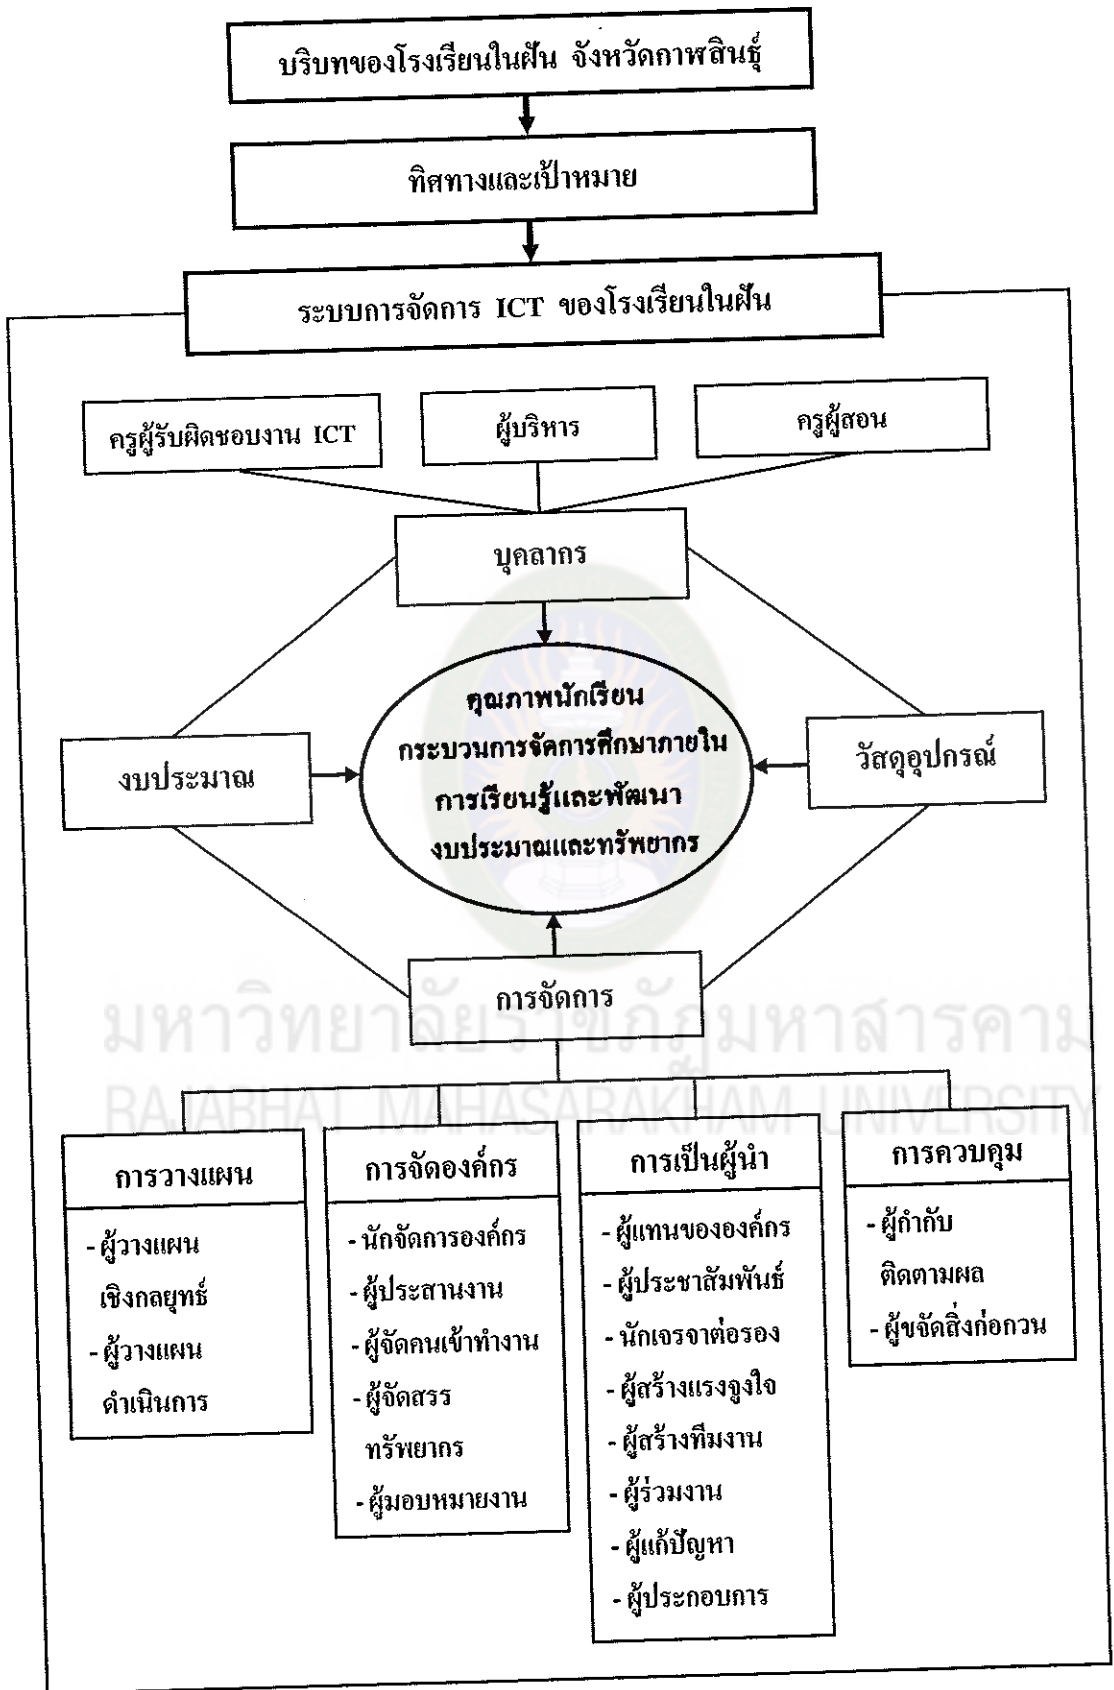 บริบทของโรงเรียนในฝัน จังหวัดกาฬสินธุ์
ทิศทางและเป้าหมาย
ระบบการจัดการ ICT ของโรงเรียนในฝัน
ครูผู้รับผิดชอบงาน ICT
ผู้บริหาร
ครูผู้สอน
บุคลากร
งบประมาณ
คุณภาพนักเรียน
กระบวนการจัดการศึกษาภายใน
การเรียนรู้และพัฒนา
งบประมาณและทรัพยากร
วัสดุอุปกรณ์
การจัดการ
มหาวิทยาลัยราชภัฏมหาสารคาม
RAJABHAT MAHASARAKHAM UNIVERSITY
การวางแผน
- ผู้วางแผน
เชิงกลยุทธ์
- ผู้วางแผน
ดำเนินการ
การจัดองค์กร
- นักจัดการองค์กร
- ผู้ประสานงาน
- ผู้จัดคนเข้าทำงาน
- ผู้จัดสรร
ทรัพยากร
- ผู้มอบหมายงาน
การเป็นผู้นำ
- ผู้แทนขององค์กร
- ผู้ประชาสัมพันธ์
- นักเจรจาต่อรอง
- ผู้สร้างแรงจูงใจ
- ผู้สร้างทีมงาน
- ผู้ร่วมงาน
- ผู้แก้ปัญหา
- ผู้ประกอบการ
การควบคุม
- ผู้กำกับ
ติดตามผล
- ผู้ขจัดสิ่งก่อกวน